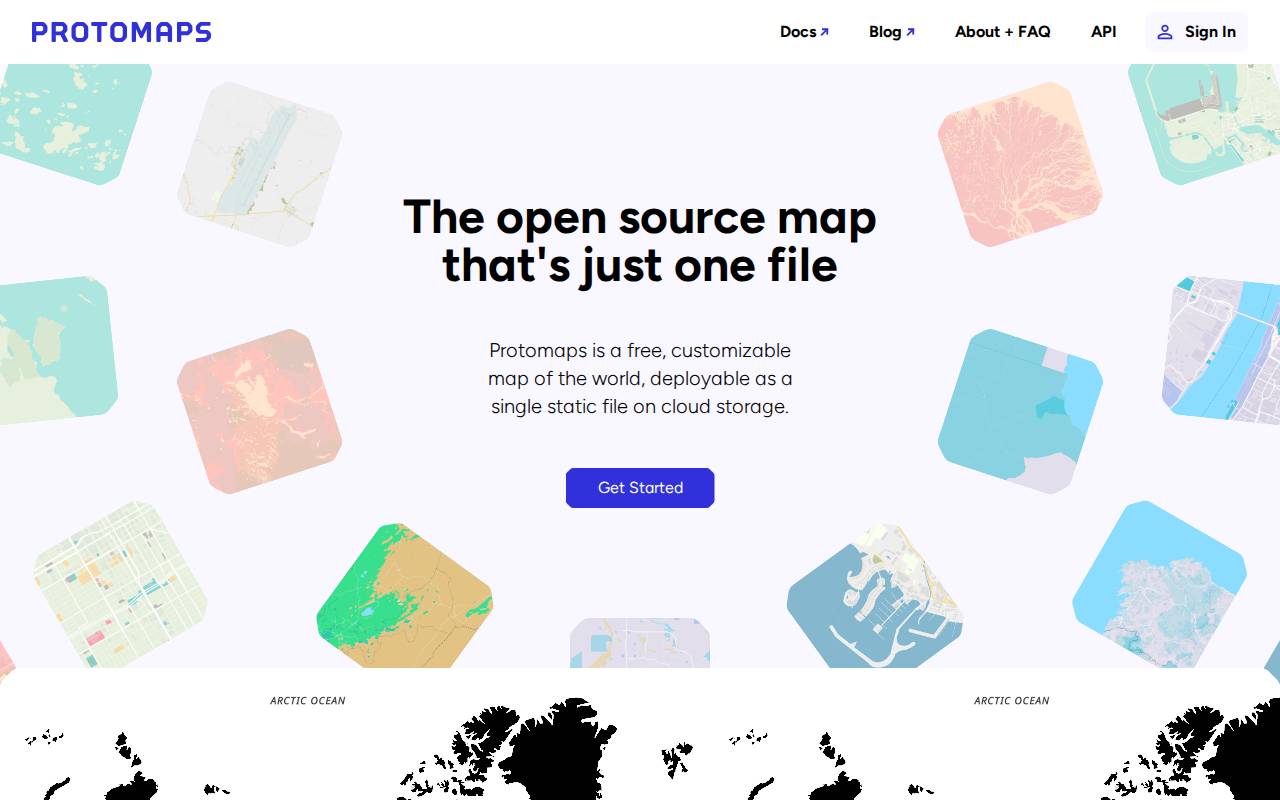 PROTOMAPS
Docs
Blog
About + FAQ
API
Sign In
The open source map
that's just one file
Protomaps is a free, customizable
map of the world, deployable as a
single static file on cloud storage.
Get Started
ARCTIC OCEAN
ARCTIC OCEAN